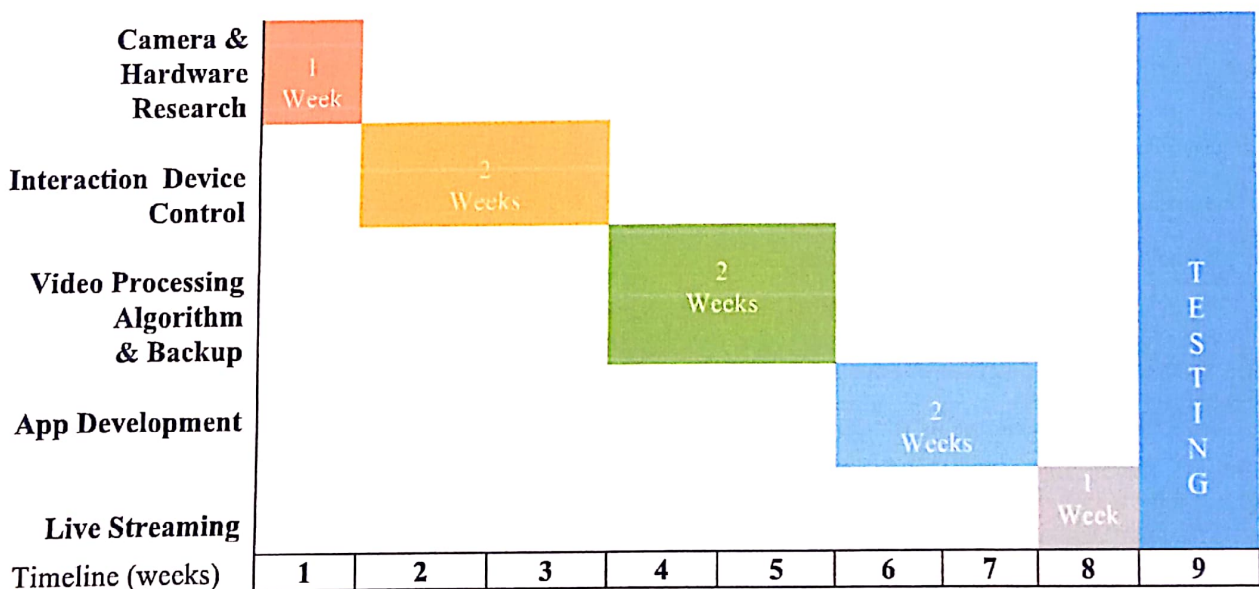 Camera &
Hardware
Research
1
Week
Interaction Device
Control
2
Weeks
Video Processing
Algorithm
& Backup
2
Weeks
App Development
2
Weeks
Live Streaming
1
Week
T
E
S
T
I
N
G
Timeline (weeks) 1 2 3 4 5 6 7 8 9